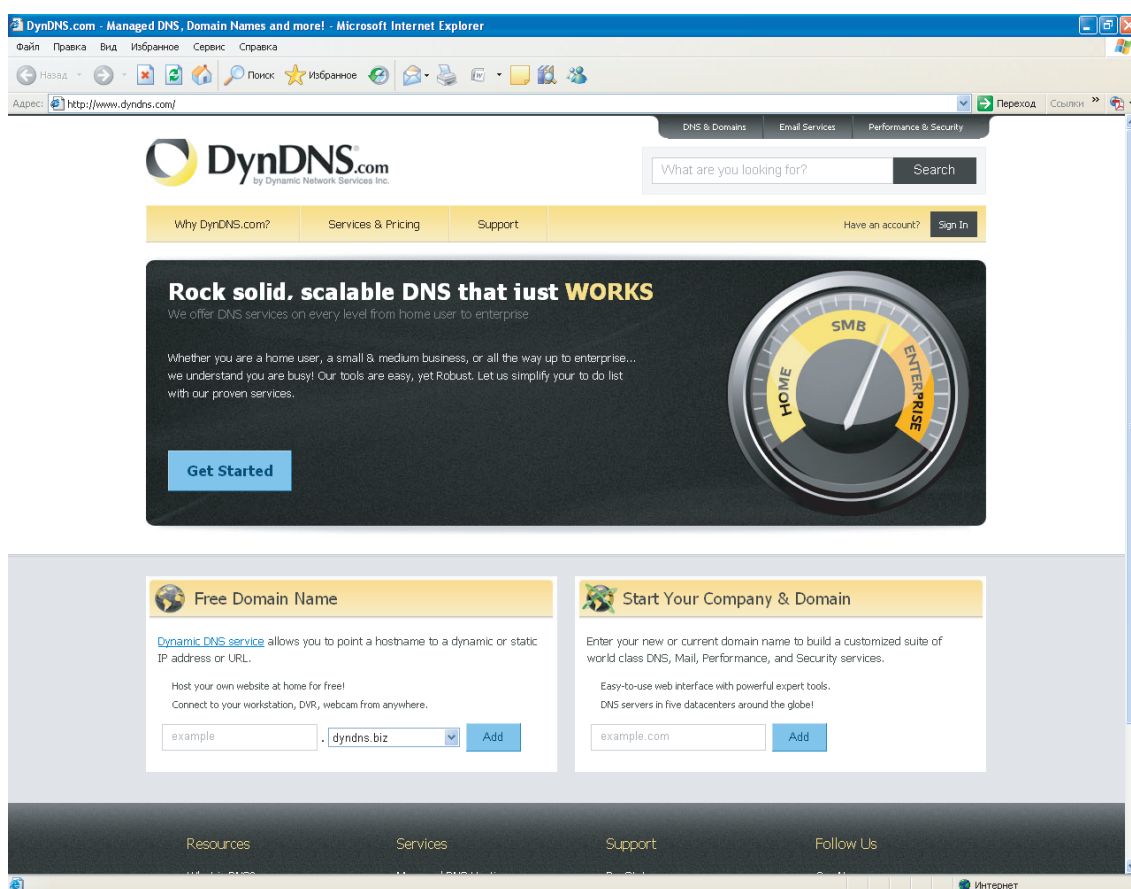 DynDNS.com - Managed DNS, Domain Names and more! - Microsoft Internet Explorer
Файл Правка Вид Избранное Сервис Справка
Назад Поиск Избранное
Адрес: http://www.dyndns.com/ Переход Ссылки »
DNS & Domains Email Services Performance & Security
DynDNS.com
by Dynamic Network Services Inc.
What are you looking for? Search
Why DynDNS.com? Services & Pricing Support Have an account? Sign In
Rock solid, scalable DNS that just WORKS
We offer DNS services on every level from home user to enterprise
Whether you are a home user, a small & medium business, or all the way up to enterprise...
we understand you are busy! Our tools are easy, yet Robust. Let us simplify your to do list
with our proven services.
Get Started
HOME SMB ENTERPRISE
Free Domain Name
Dynamic DNS service allows you to point a hostname to a dynamic or static
IP address or URL.
Host your own website at home for free!
Connect to your workstation, DVR, webcam from anywhere.
example . dyndns.biz Add
Start Your Company & Domain
Enter your new or current domain name to build a customized suite of
world class DNS, Mail, Performance, and Security services.
Easy-to-use web interface with powerful expert tools.
DNS servers in five datacenters around the globe!
example.com Add
Resources Services Support Follow Us
Интернет